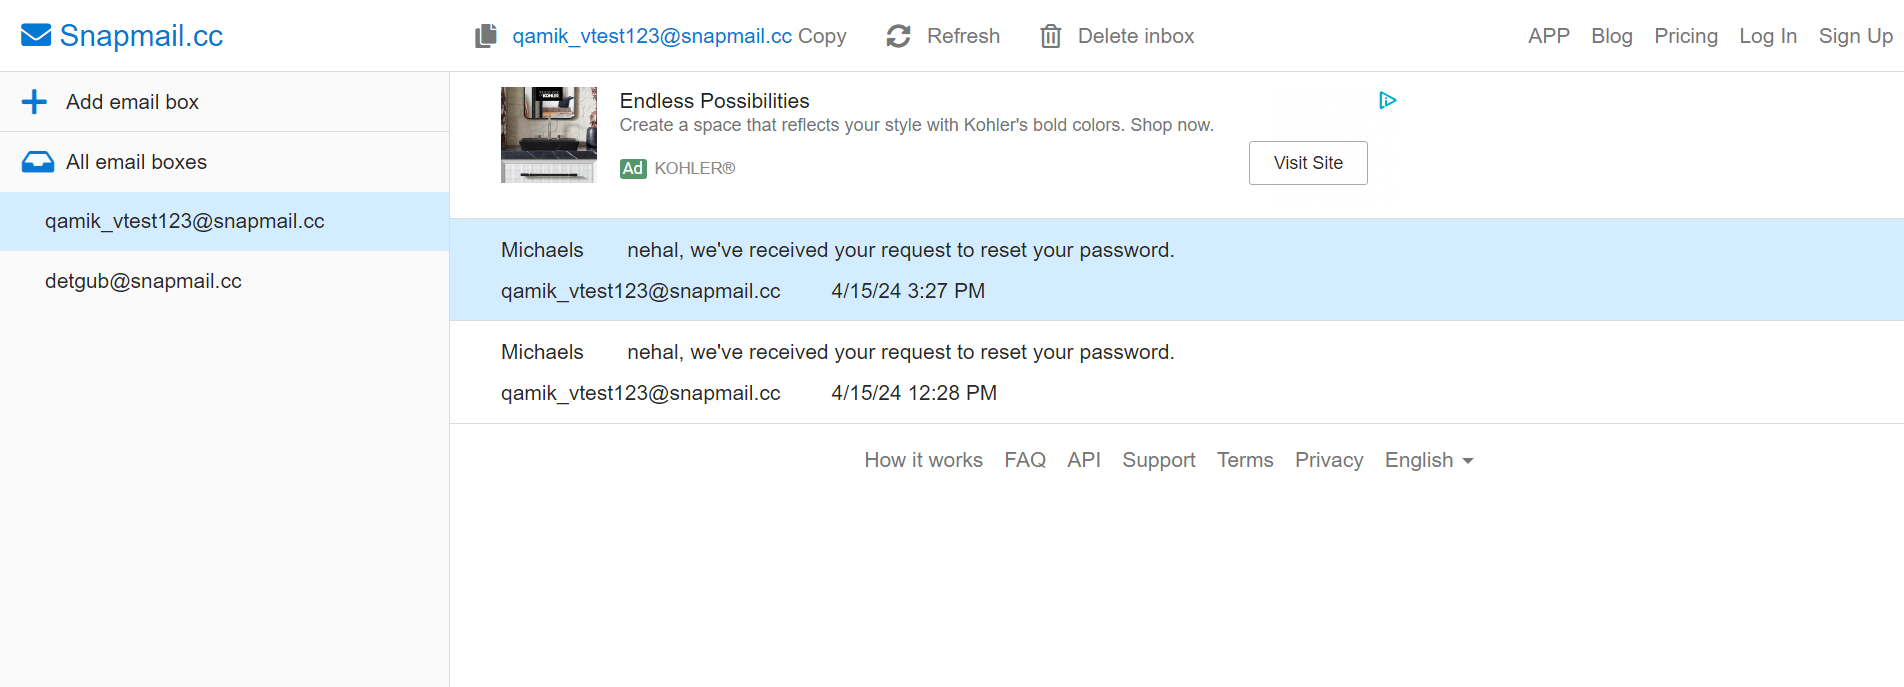 Snapmail.cc
qamik_vtest123@snapmail.cc Copy Refresh Delete inbox
APP Blog Pricing Log In Sign Up
Add email box
All email boxes
qamik_vtest123@snapmail.cc
detgub@snapmail.cc
Endless Possibilities
Create a space that reflects your style with Kohler's bold colors. Shop now.
Ad KOHLER®
Visit Site
Michaels nehal, we've received your request to reset your password.
qamik_vtest123@snapmail.cc 4/15/24 3:27 PM
Michaels nehal, we've received your request to reset your password.
qamik_vtest123@snapmail.cc 4/15/24 12:28 PM
How it works FAQ API Support Terms Privacy English